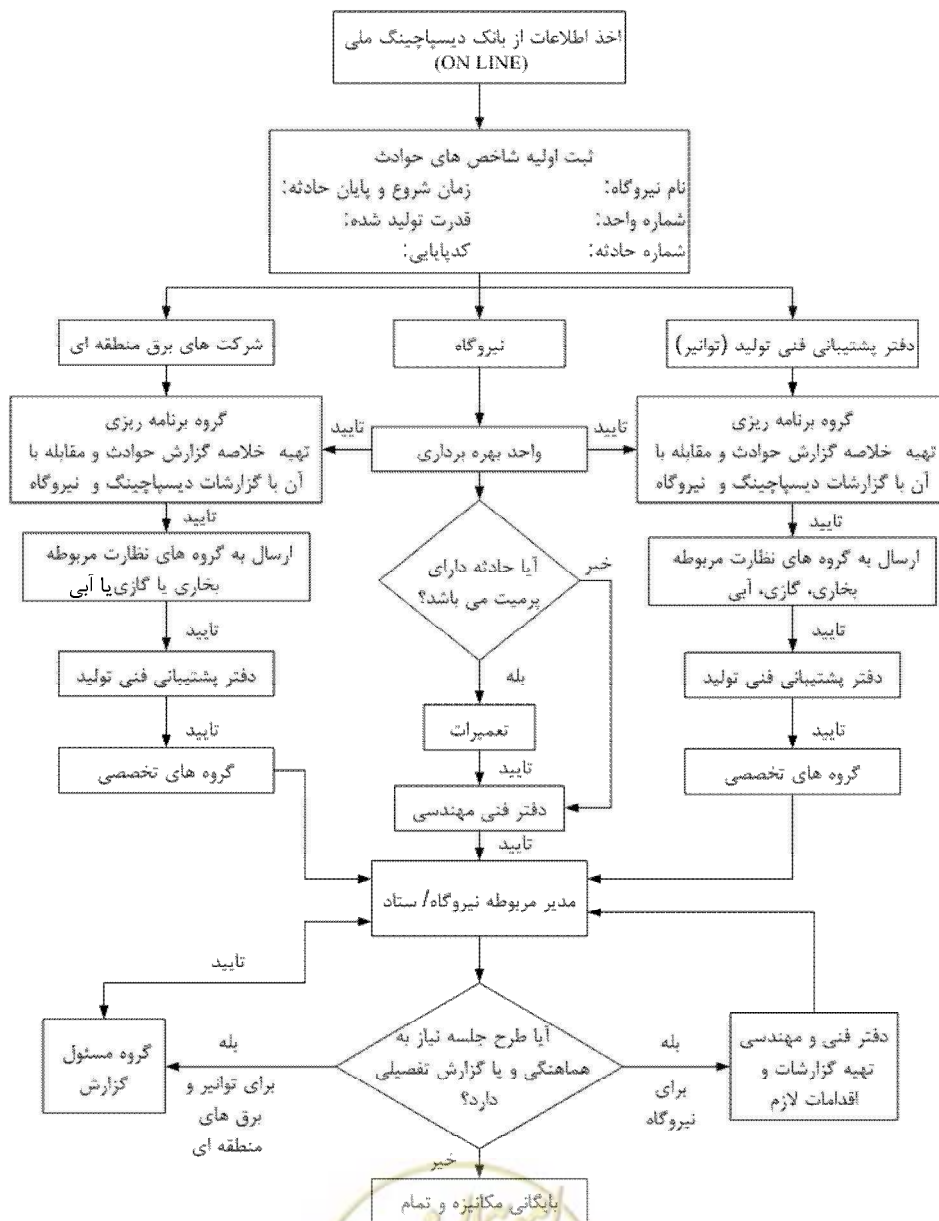 اخذ اطلاعات از بانک دیسپاچینگ ملی
(ON LINE)
ثبت اولیه شاخص های حوادث
نام نیروگاه: زمان شروع و پایان حادثه:
شماره واحد: قدرت تولید شده:
شماره حادثه: کدپایایی:
دفتر پشتیبانی فنی تولید (توانیر)
نیروگاه
شرکت های برق منطقه ای
گروه برنامه ریزی
تهیه خلاصه گزارش حوادث و مقابله با
آن با گزارشات دیسپاچینگ و نیروگاه
تایید
واحد بهره برداری
تایید
گروه برنامه ریزی
تهیه خلاصه گزارش حوادث و مقابله با
آن با گزارشات دیسپاچینگ و نیروگاه
تایید
ارسال به گروه های نظارت مربوطه
بخاری، گازی، آبی
تایید
دفتر پشتیبانی فنی تولید
تایید
گروه های تخصصی
آیا حادثه دارای
پرمیت می باشد؟
خیر
بله
تعمیرات
تایید
دفتر فنی مهندسی
تایید
تایید
ارسال به گروه های نظارت مربوطه
بخاری یا گازی یا آبی
تایید
دفتر پشتیبانی فنی تولید
تایید
گروه های تخصصی
مدیر مربوطه نیروگاه/ ستاد
تایید
آیا طرح جلسه نیاز به
هماهنگی و یا گزارش تفصیلی
دارد؟
بله
برای
نیروگاه
دفتر فنی و مهندسی
تهیه گزارشات و
اقدامات لازم
بله
برای توانیر و
برق های
منطقه ای
گروه مسئول
گزارش
خیر
بایگانی مکانیزه و تمام